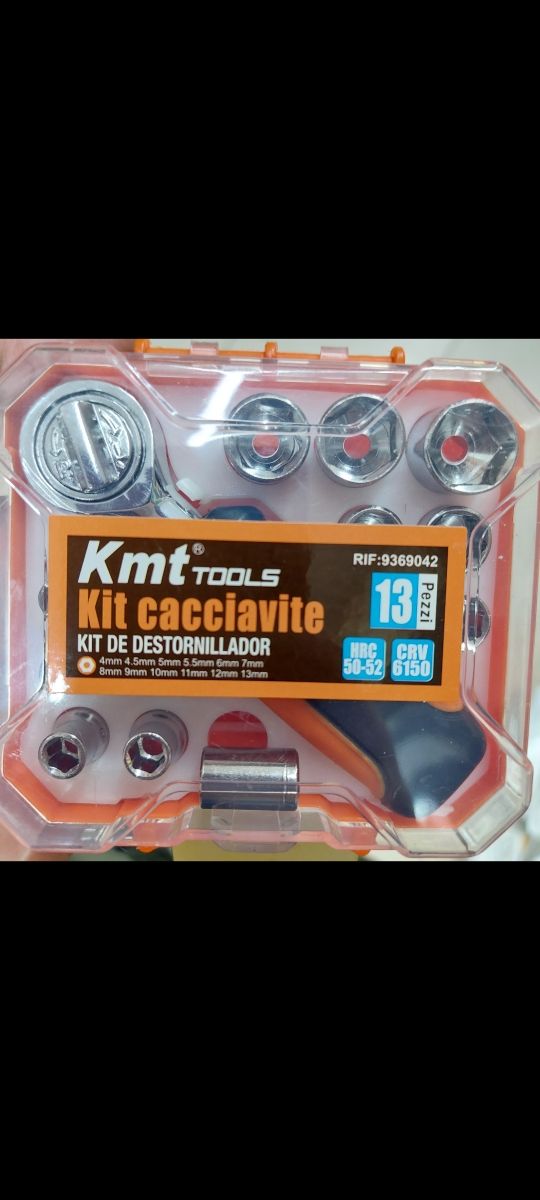 Kmt® TOOLS
RIF:9369042
Kit cacciavite
13 Pezzi
KIT DE DESTORNILLADOR
4mm 4.5mm 5mm 5.5mm 6mm 7mm
8mm 9mm 10mm 11mm 12mm 13mm
HRC
50-52
CRV
6150